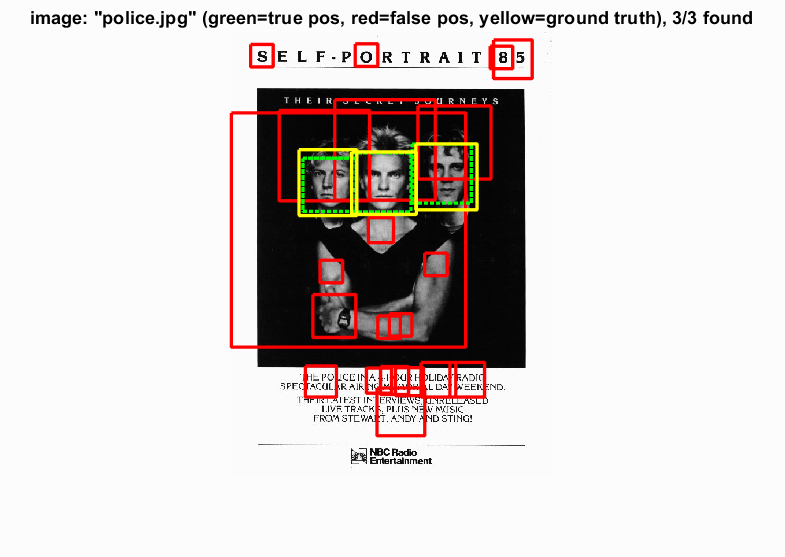 image: "police.jpg" (green=true pos, red=false pos, yellow=ground truth), 3/3 found
SELF-PORTRAIT 85
THEIR SECRET JOURNEYS
THE POLICE IN A 4-HOUR HOLIDAY RADIO
SPECTACULAR AIRING MEMORIAL DAY WEEKEND.
THEIR LATEST INTERVIEWS, UNRELEASED
LIVE TRACKS, PLUS NEW MUSIC
FROM STEWART, ANDY AND STING!
NBC Radio
Entertainment